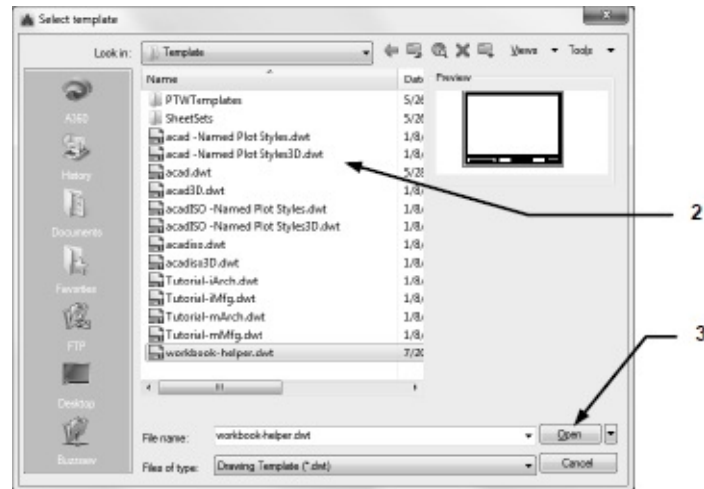 Select template
Look in: Template Views Tools
Name Date Preview
PTWTemplates 5/26
SheetSets 5/26
acad -Named Plot Styles.dwt 1/8/
acad -Named Plot Styles3D.dwt 1/8/
acad.dwt 5/28
acad3D.dwt 1/8/
acadISO -Named Plot Styles.dwt 1/8/
acadISO -Named Plot Styles3D.dwt 1/8/
acadiso.dwt 1/8/
acadiso3D.dwt 1/8/
Tutorial-iArch.dwt 1/8/
Tutorial-iMfg.dwt 1/8/
Tutorial-mArch.dwt 1/8/
Tutorial-mMfg.dwt 1/8/
workbook-helper.dwt 7/20
A360
History
Documents
Favorites
FTP
Desktop
Buzzsaw
2
3
File name: workbook-helper.dwt Open
Files of type: Drawing Template (*.dwt) Cancel